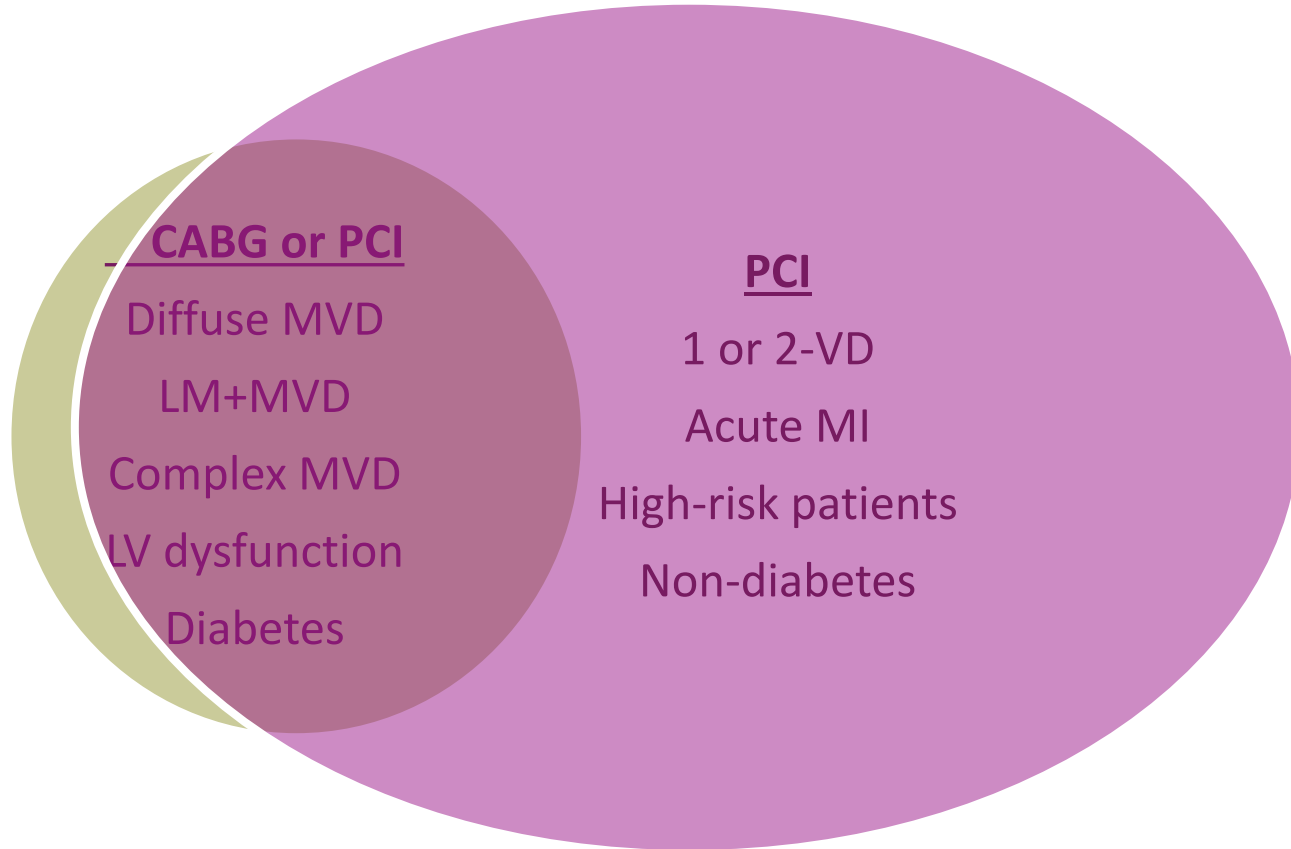 CABG or PCI
Diffuse MVD
LM+MVD
Complex MVD
LV dysfunction
Diabetes
PCI
1 or 2-VD
Acute MI
High-risk patients
Non-diabetes